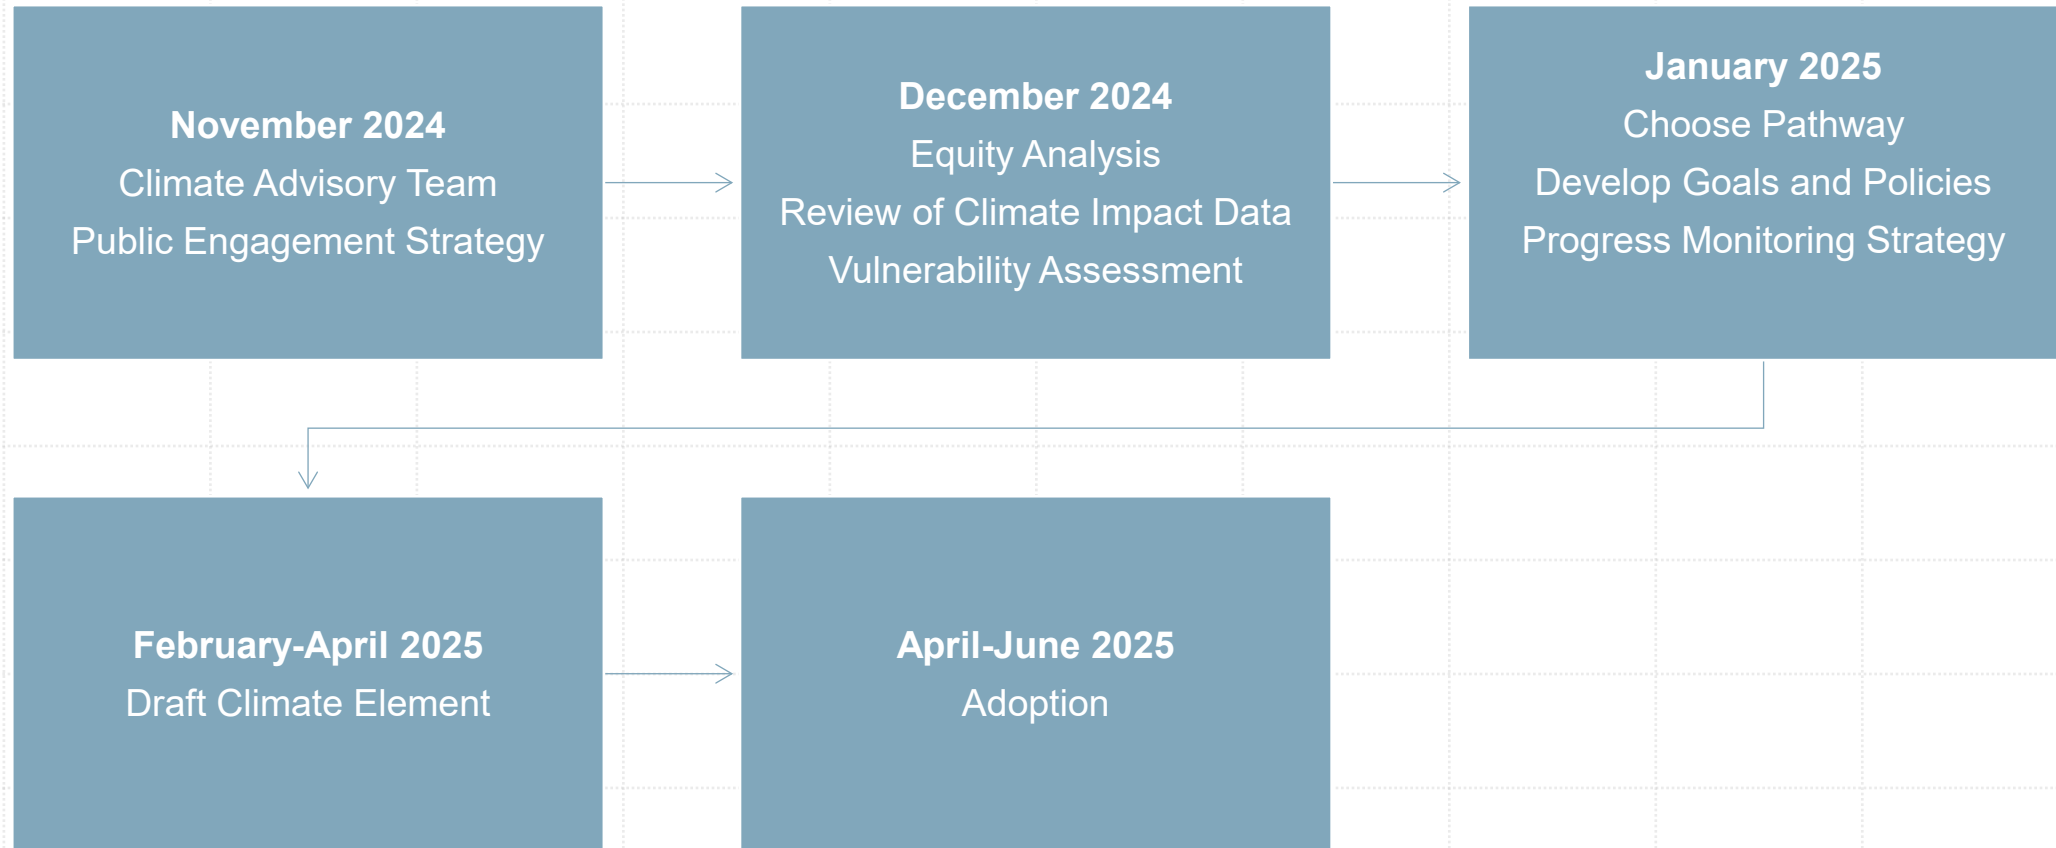 November 2024
Climate Advisory Team
Public Engagement Strategy
December 2024
Equity Analysis
Review of Climate Impact Data
Vulnerability Assessment
January 2025
Choose Pathway
Develop Goals and Policies
Progress Monitoring Strategy
February-April 2025
Draft Climate Element
April-June 2025
Adoption